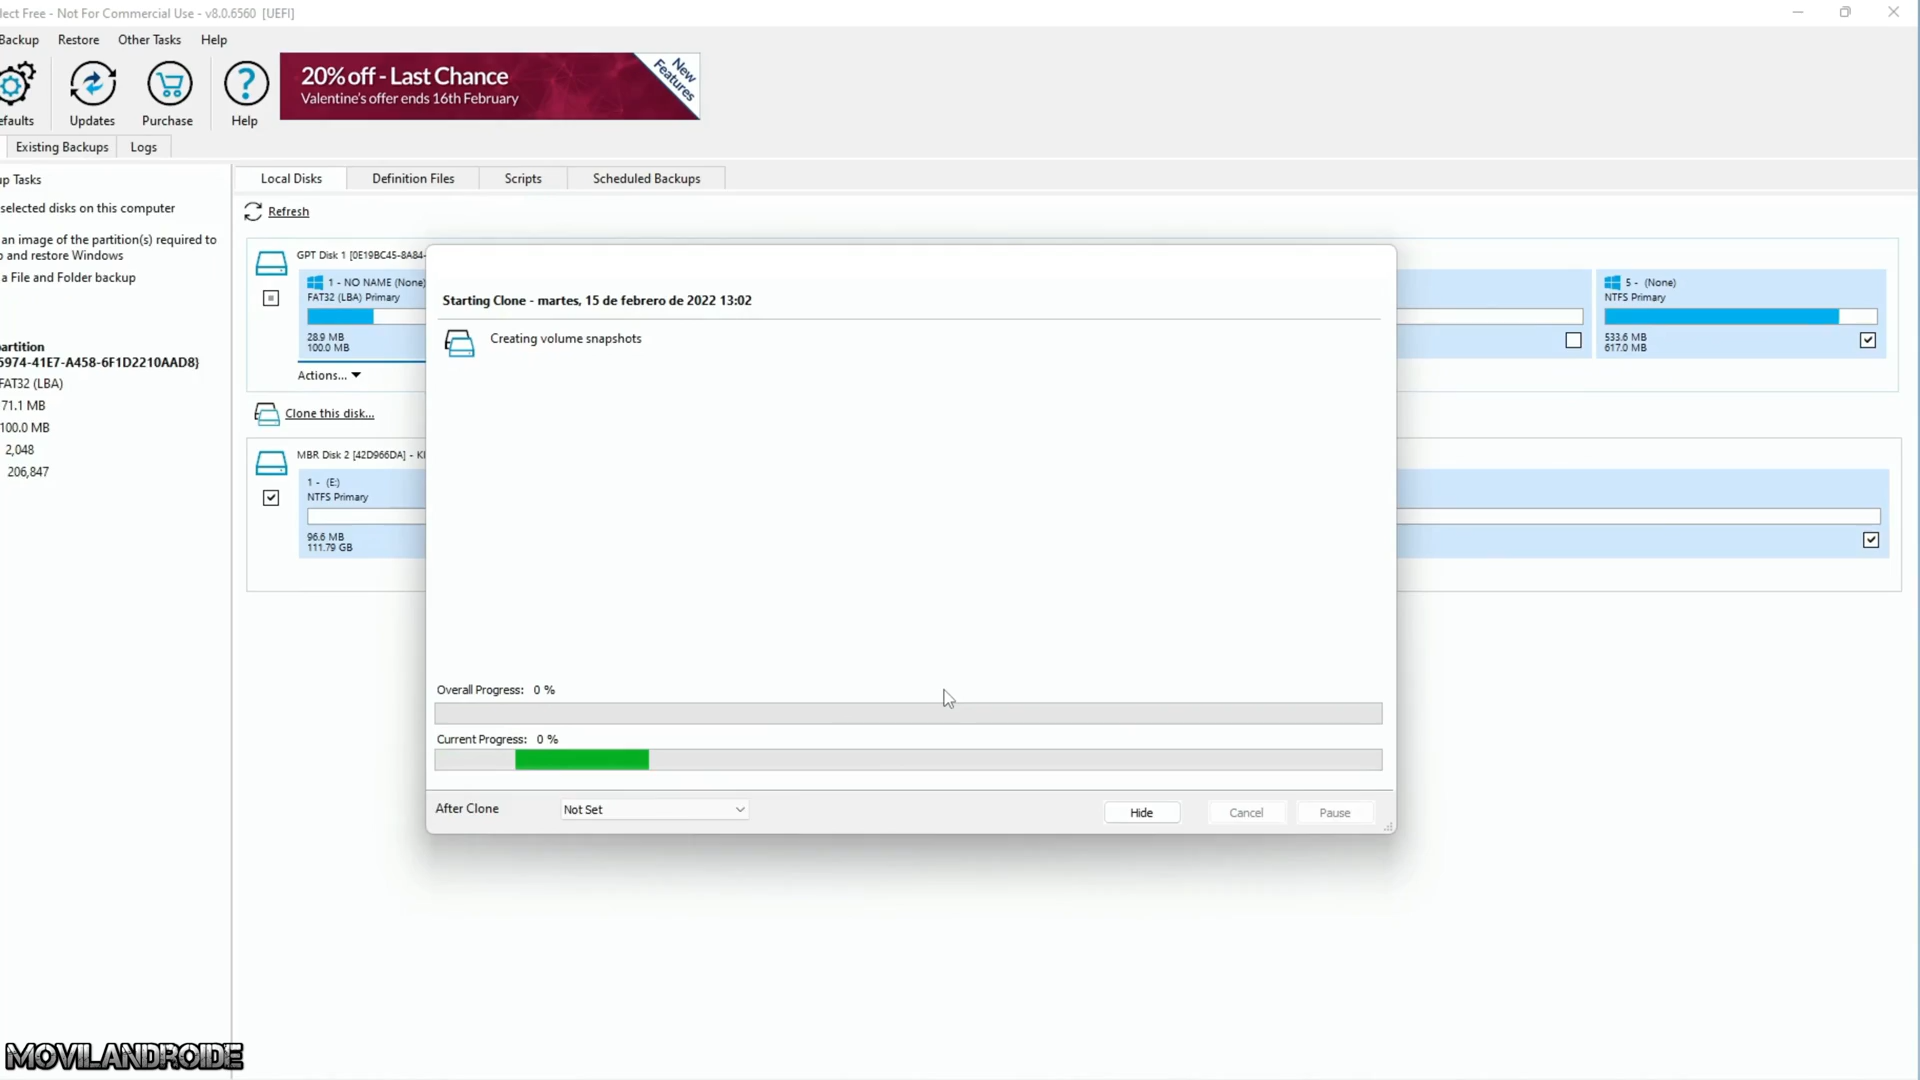 ect Free - Not For Commercial Use - v8.0.6560 [UEFI]
Backup Restore Other Tasks Help
efaults Updates Purchase Help
20% off - Last Chance
Valentine's offer ends 16th February
New Features
Existing Backups Logs
up Tasks
selected disks on this computer
an image of the partition(s) required to
p and restore Windows
a File and Folder backup
artition
5974-41E7-A458-6F1D2210AAD8}
FAT32 (LBA)
71.1 MB
100.0 MB
2,048
206,847
Local Disks Definition Files Scripts Scheduled Backups
Refresh
GPT Disk 1 [0E19BC45-8A84-
1 - NO NAME (None)
FAT32 (LBA) Primary
28.9 MB
100.0 MB
5 - (None)
NTFS Primary
533.6 MB
617.0 MB
Actions...
Clone this disk...
MBR Disk 2 [42D966DA] - KI
1 - (E:)
NTFS Primary
96.6 MB
111.79 GB
Starting Clone - martes, 15 de febrero de 2022 13:02
Creating volume snapshots
Overall Progress: 0 %
Current Progress: 0 %
After Clone Not Set Hide Cancel Pause
MOVILANDROIDE